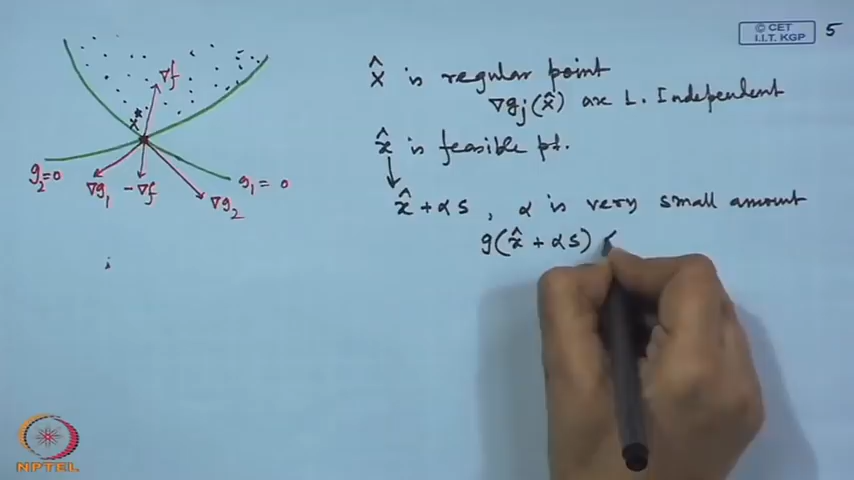 © CET
I.I.T. KGP
5
∇f
x*
g₂=0
∇g₁
-∇f
∇g₂
g₁ = 0
x̂ is regular point
∇gⱼ(x̂) are L. Independent
x̂ is feasible pt.
x̂ + αs , α is very small amount
g(x̂ + αs)
NPTEL